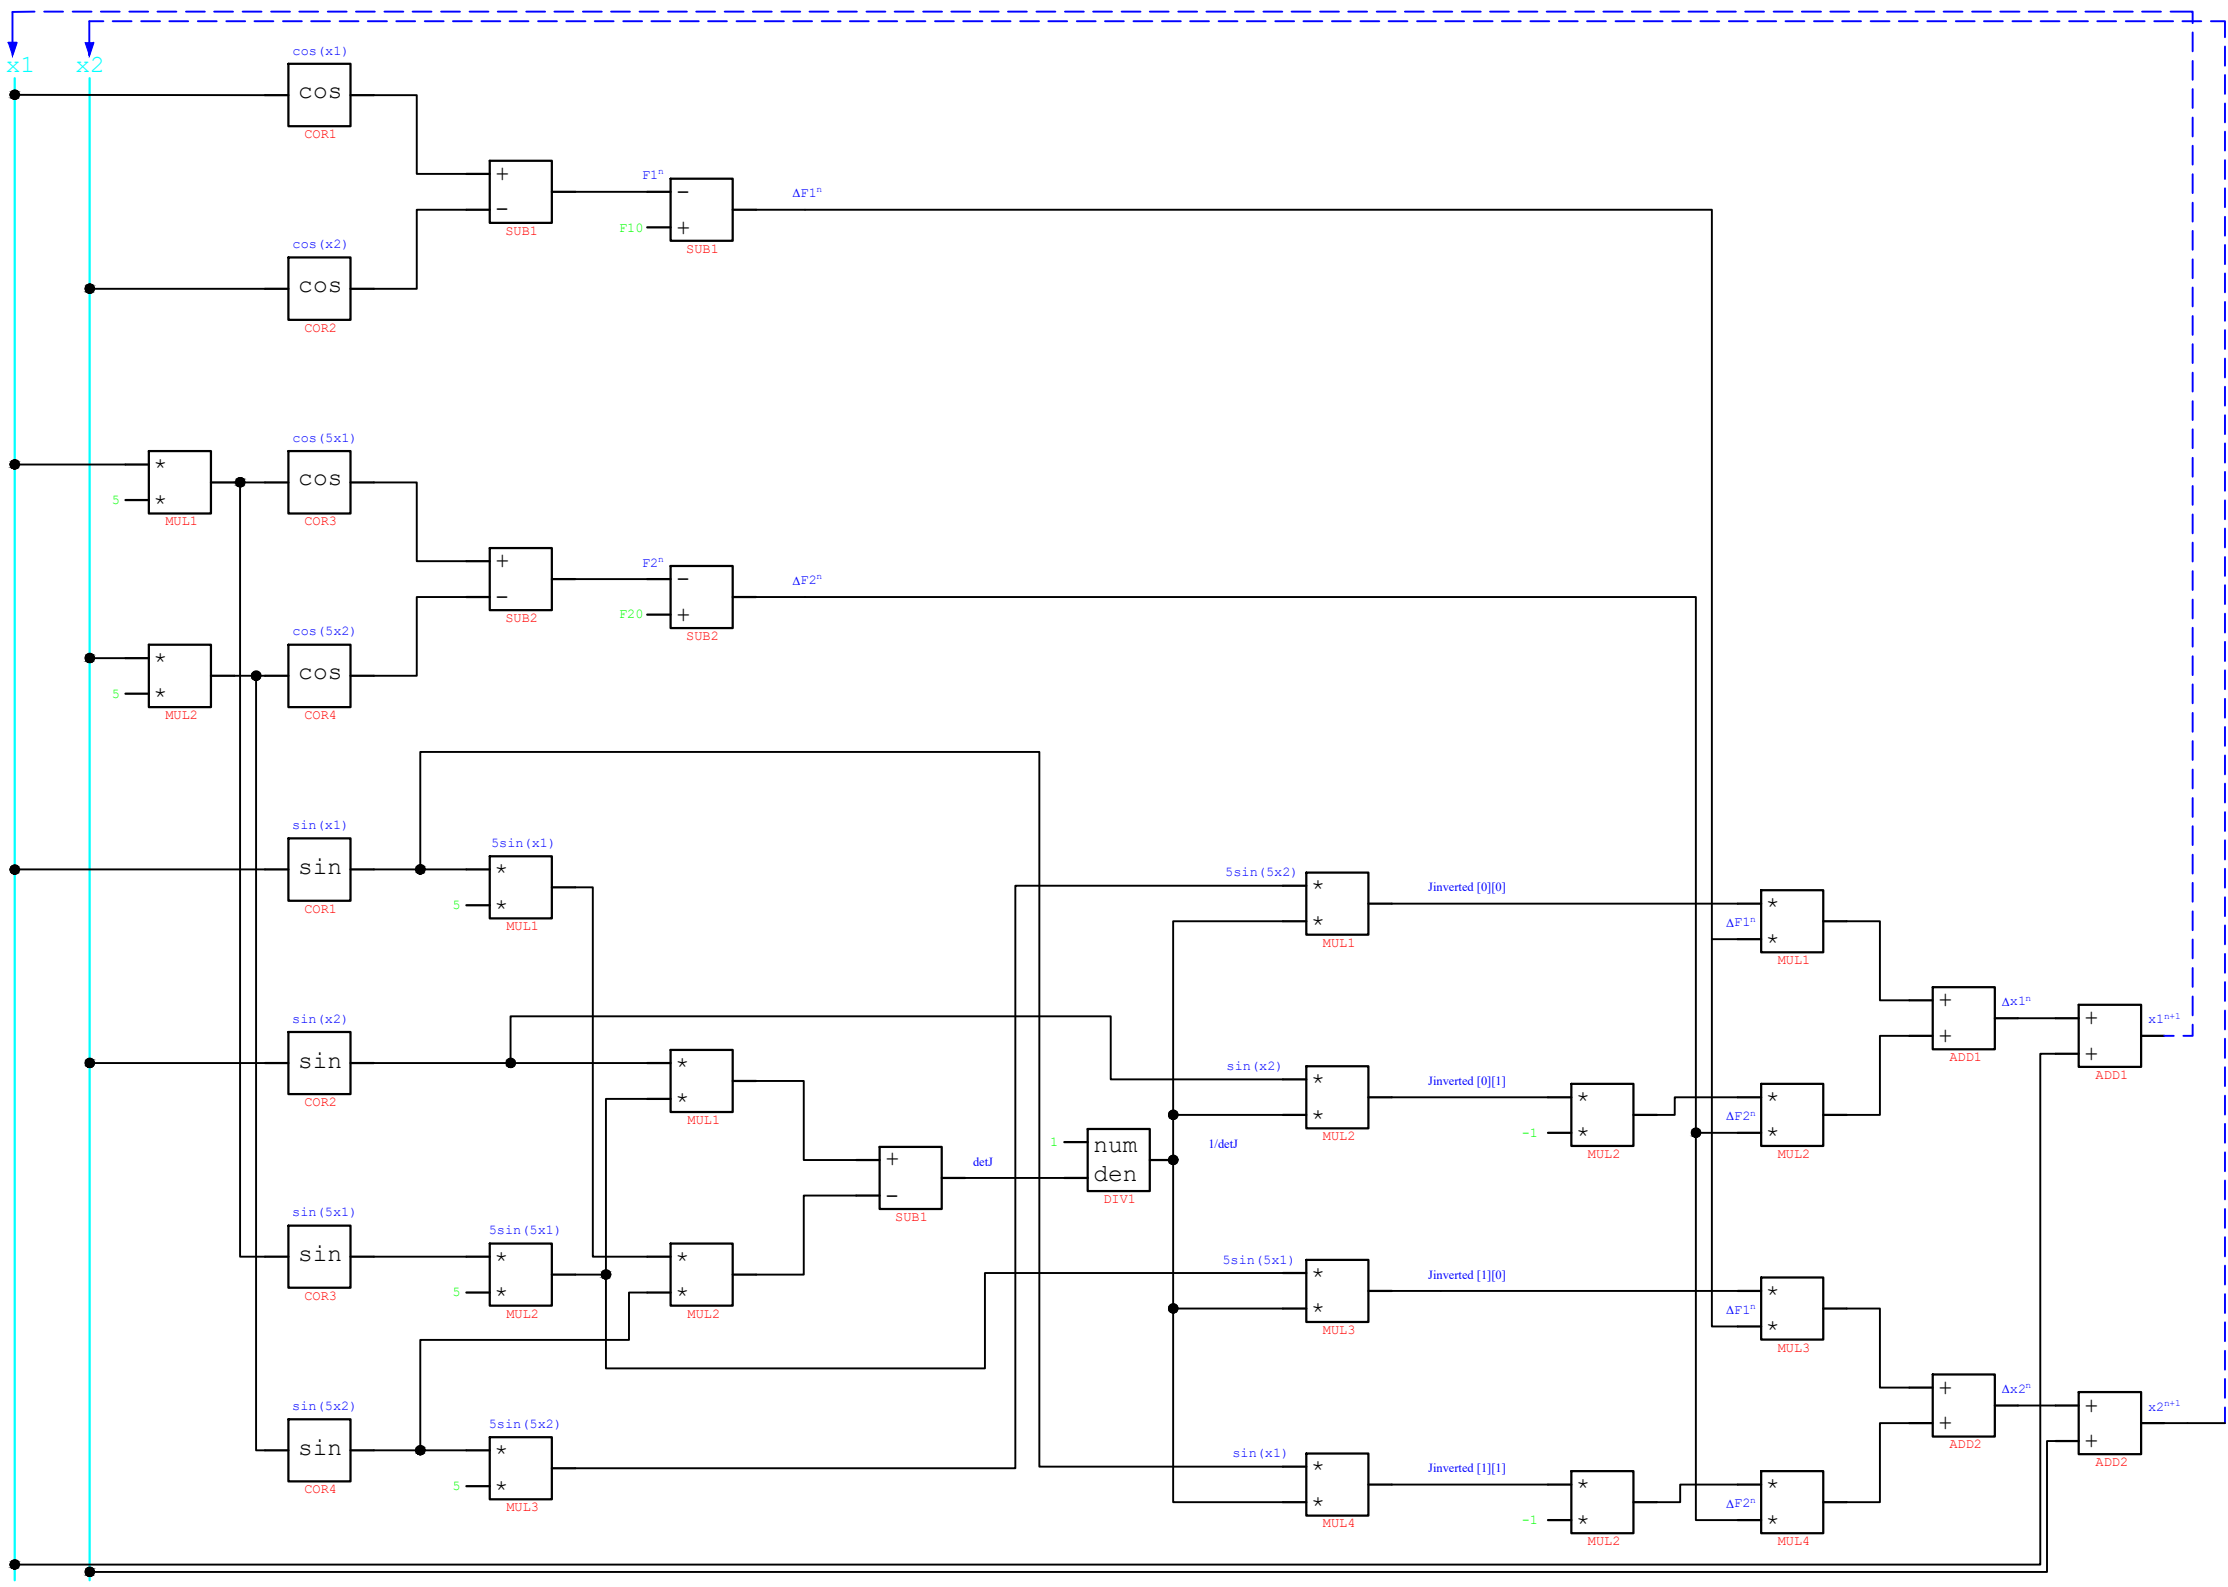 x1
x2
cos(x1)
cos
COR1
+
−
SUB1
F1ⁿ
−
F10
+
SUB1
ΔF1ⁿ
cos(x2)
cos
COR2
*
5
*
MUL1
cos(5x1)
cos
COR3
+
−
SUB2
F2ⁿ
−
F20
+
SUB2
ΔF2ⁿ
*
5
*
MUL2
cos(5x2)
cos
COR4
sin(x1)
sin
COR1
5sin(x1)
*
5
*
MUL1
5sin(5x2)
*
*
MUL1
Jinverted [0][0]
*
ΔF1ⁿ
*
MUL1
+
+
ADD1
Δx1ⁿ
+
+
ADD1
x1ⁿ⁺¹
sin(x2)
sin
COR2
*
*
MUL1
sin(x2)
*
*
MUL2
Jinverted [0][1]
*
-1
*
MUL2
*
ΔF2ⁿ
*
MUL2
+
−
SUB1
detJ
1
num
den
DIV1
1/detJ
sin(5x1)
sin
COR3
5sin(5x1)
*
5
*
MUL2
*
*
MUL2
5sin(5x1)
*
*
MUL3
Jinverted [1][0]
*
ΔF1ⁿ
*
MUL3
+
+
ADD2
Δx2ⁿ
+
+
ADD2
x2ⁿ⁺¹
sin(5x2)
sin
COR4
5sin(5x2)
*
5
*
MUL3
sin(x1)
*
*
MUL4
Jinverted [1][1]
*
-1
*
MUL2
*
ΔF2ⁿ
*
MUL4